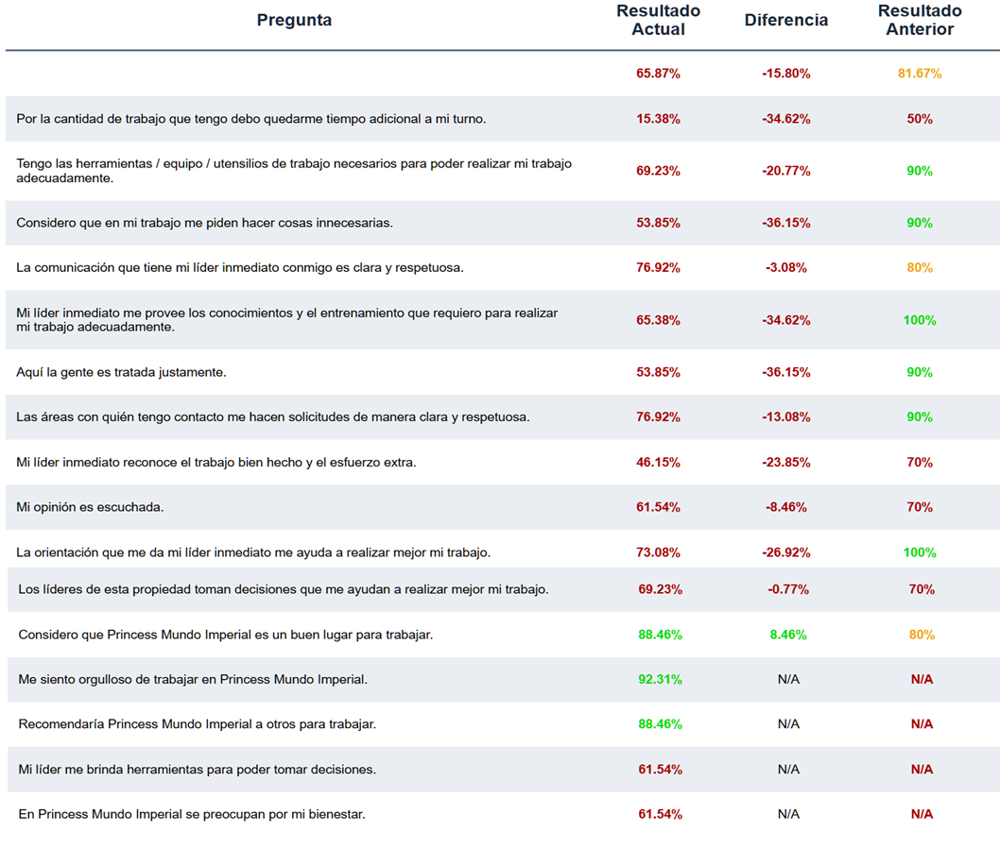 Pregunta
Resultado
Actual
Diferencia
Resultado
Anterior
65.87% -15.80% 81.67%
Por la cantidad de trabajo que tengo debo quedarme tiempo adicional a mi turno. 15.38% -34.62% 50%
Tengo las herramientas / equipo / utensilios de trabajo necesarios para poder realizar mi trabajo
adecuadamente. 69.23% -20.77% 90%
Considero que en mi trabajo me piden hacer cosas innecesarias. 53.85% -36.15% 90%
La comunicación que tiene mi líder inmediato conmigo es clara y respetuosa. 76.92% -3.08% 80%
Mi líder inmediato me provee los conocimientos y el entrenamiento que requiero para realizar
mi trabajo adecuadamente. 65.38% -34.62% 100%
Aquí la gente es tratada justamente. 53.85% -36.15% 90%
Las áreas con quién tengo contacto me hacen solicitudes de manera clara y respetuosa. 76.92% -13.08% 90%
Mi líder inmediato reconoce el trabajo bien hecho y el esfuerzo extra. 46.15% -23.85% 70%
Mi opinión es escuchada. 61.54% -8.46% 70%
La orientación que me da mi líder inmediato me ayuda a realizar mejor mi trabajo. 73.08% -26.92% 100%
Los líderes de esta propiedad toman decisiones que me ayudan a realizar mejor mi trabajo. 69.23% -0.77% 70%
Considero que Princess Mundo Imperial es un buen lugar para trabajar. 88.46% 8.46% 80%
Me siento orgulloso de trabajar en Princess Mundo Imperial. 92.31% N/A N/A
Recomendaría Princess Mundo Imperial a otros para trabajar. 88.46% N/A N/A
Mi líder me brinda herramientas para poder tomar decisiones. 61.54% N/A N/A
En Princess Mundo Imperial se preocupan por mi bienestar. 61.54% N/A N/A